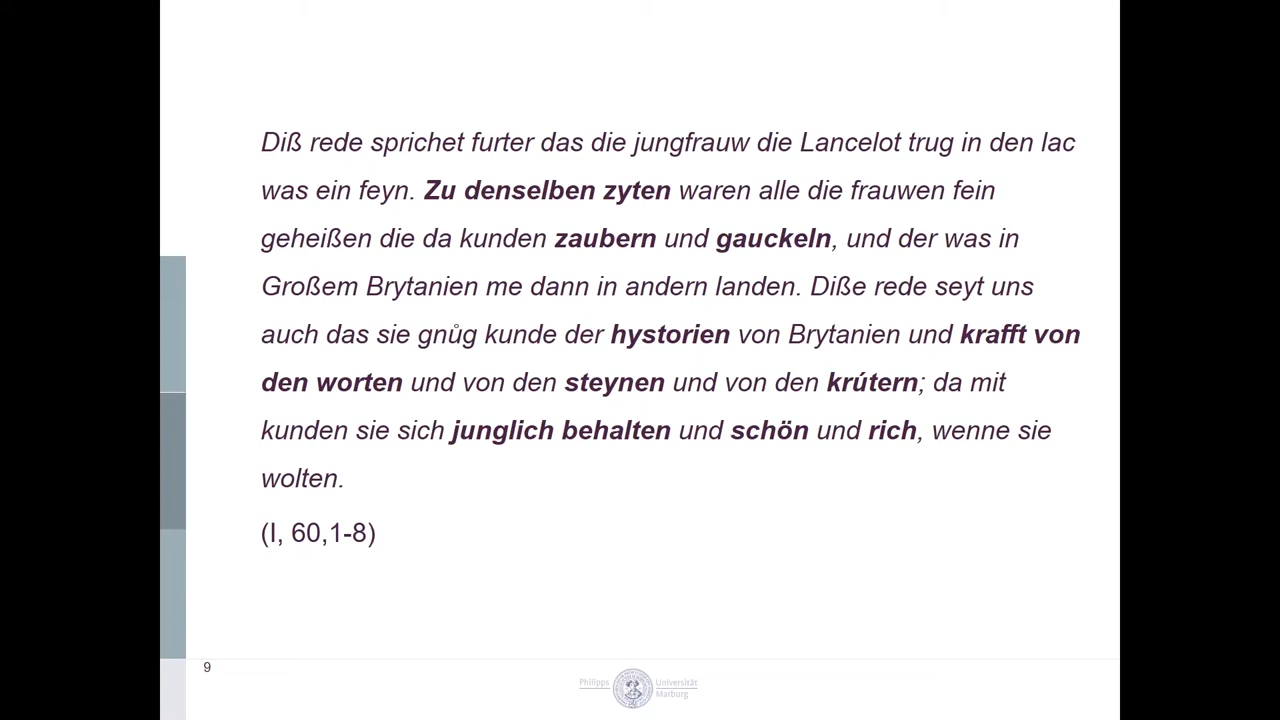 Diß rede sprichet furter das die jungfrauw die Lancelot trug in den lac
was ein feyn. Zu denselben zyten waren alle die frauwen fein
geheißen die da kunden zaubern und gauckeln, und der was in
Großem Brytanien me dann in andern landen. Diße rede seyt uns
auch das sie gnůg kunde der hystorien von Brytanien und krafft von
den worten und von den steynen und von den krútern; da mit
kunden sie sich junglich behalten und schön und rich, wenne sie
wolten.
(I, 60,1-8)
9
Philipps Universität
Marburg